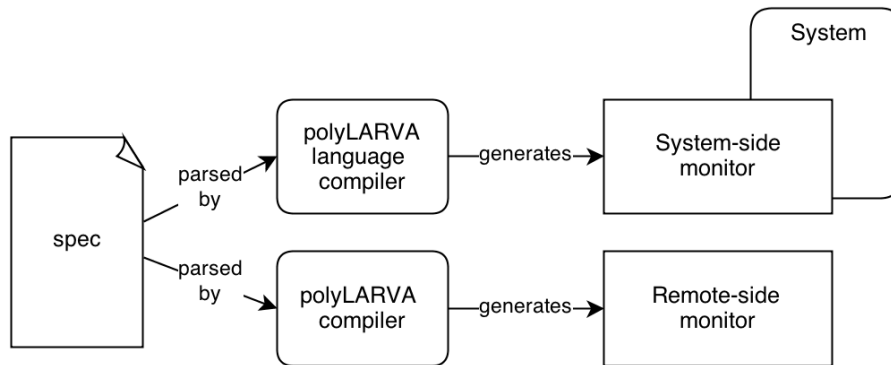 System
polyLARVA
language
compiler
generates
System-side
monitor
parsed
by
spec
parsed
by
polyLARVA
compiler
generates
Remote-side
monitor